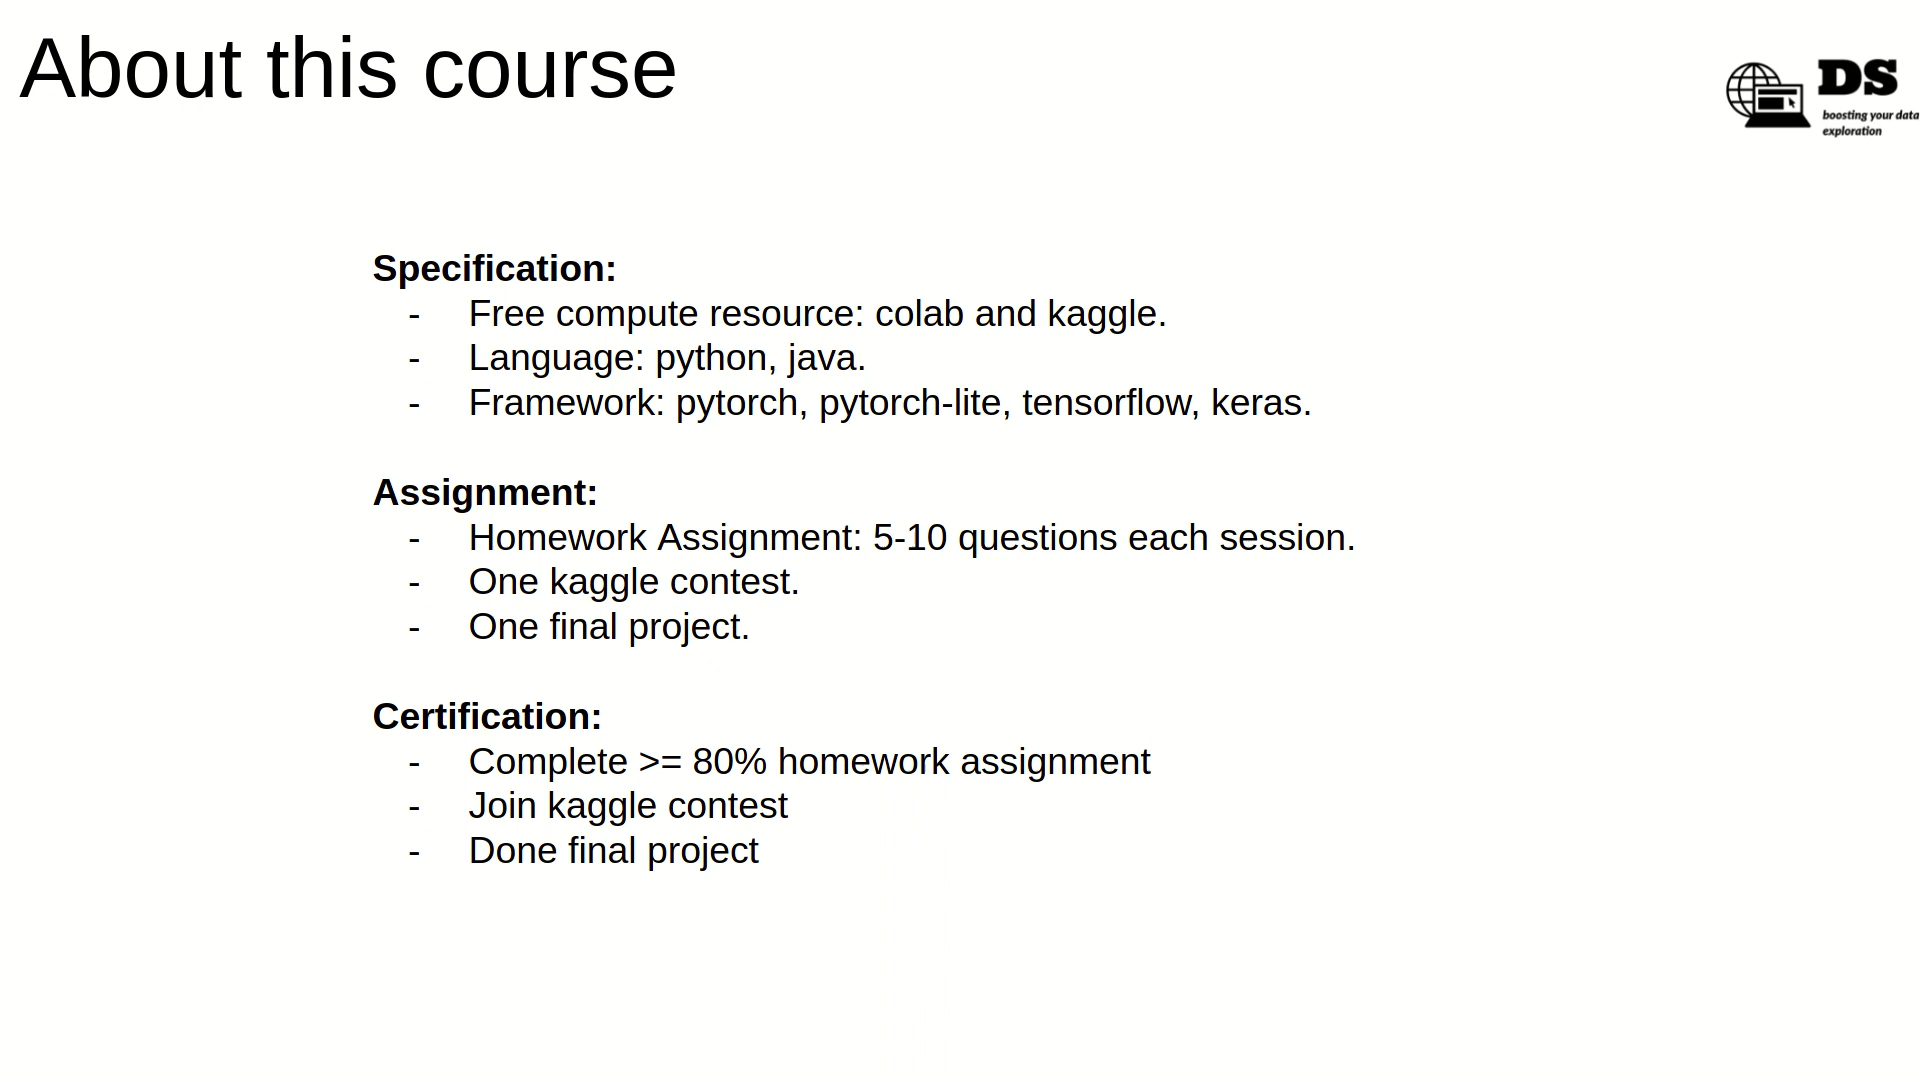 About this course
DS
boosting your data
exploration
Specification:
- Free compute resource: colab and kaggle.
- Language: python, java.
- Framework: pytorch, pytorch-lite, tensorflow, keras.
Assignment:
- Homework Assignment: 5-10 questions each session.
- One kaggle contest.
- One final project.
Certification:
- Complete >= 80% homework assignment
- Join kaggle contest
- Done final project